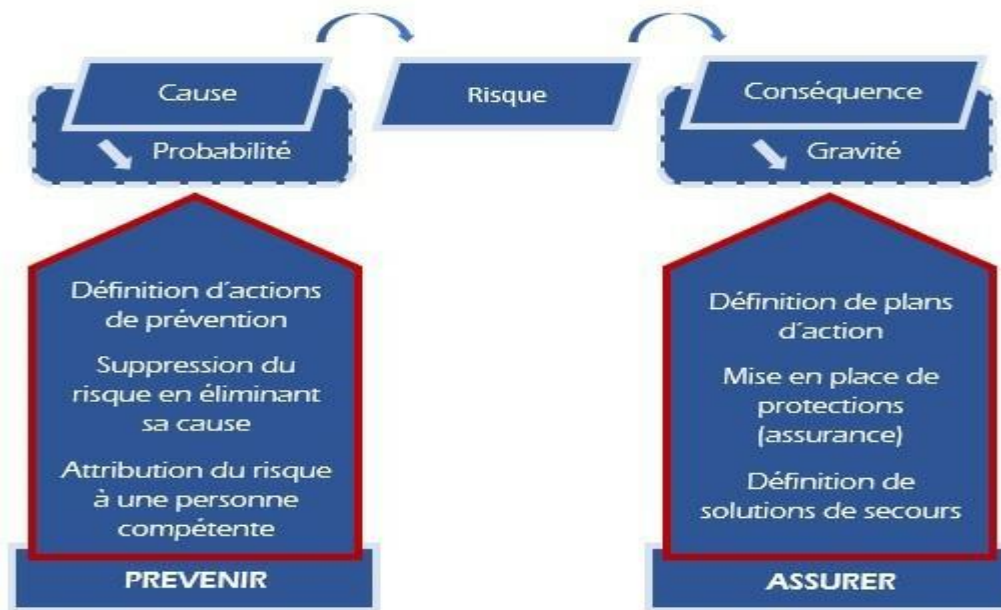 Cause
Risque
Conséquence
Probabilité
Gravité
Définition d'actions
de prévention
Suppression du
risque en éliminant
sa cause
Attribution du risque
à une personne
compétente
PREVENIR
Définition de plans
d'action
Mise en place de
protections
(assurance)
Définition de
solutions de secours
ASSURER